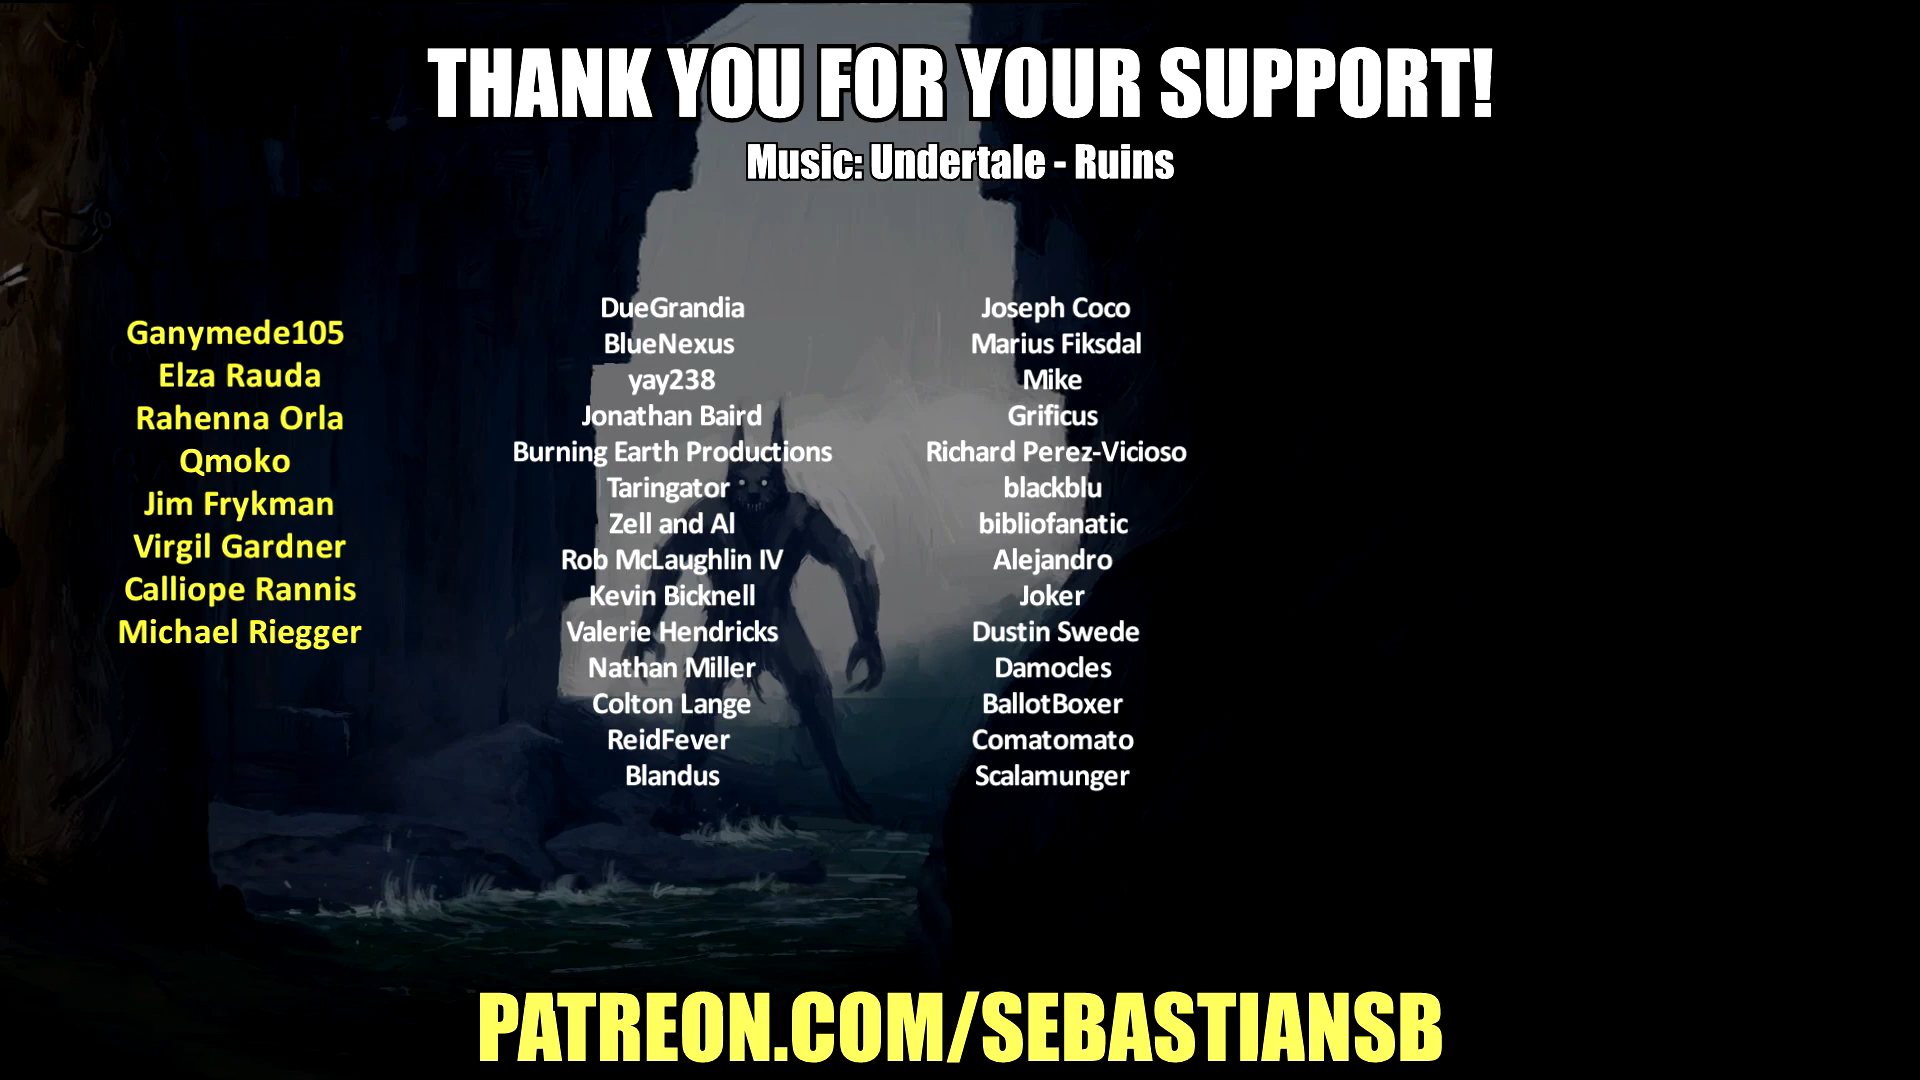 THANK YOU FOR YOUR SUPPORT!
Music: Undertale - Ruins
Ganymede105
Elza Rauda
Rahenna Orla
Qmoko
Jim Frykman
Virgil Gardner
Calliope Rannis
Michael Riegger
DueGrandia
BlueNexus
yay238
Jonathan Baird
Burning Earth Productions
Taringator
Zell and Al
Rob McLaughlin IV
Kevin Bicknell
Valerie Hendricks
Nathan Miller
Colton Lange
ReidFever
Blandus
Joseph Coco
Marius Fiksdal
Mike
Grificus
Richard Perez-Vicioso
blackblu
bibliofanatic
Alejandro
Joker
Dustin Swede
Damocles
BallotBoxer
Comatomato
Scalamunger
PATREON.COM/SEBASTIANSB